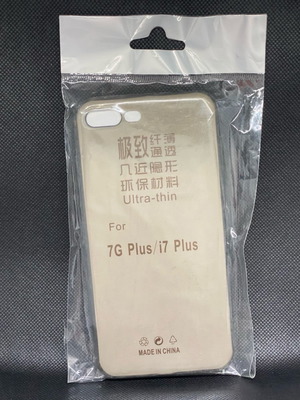 极致纤薄
通透
几近隐形
环保材料
Ultra-thin
For
7G Plus/i7 Plus
MADE IN CHINA